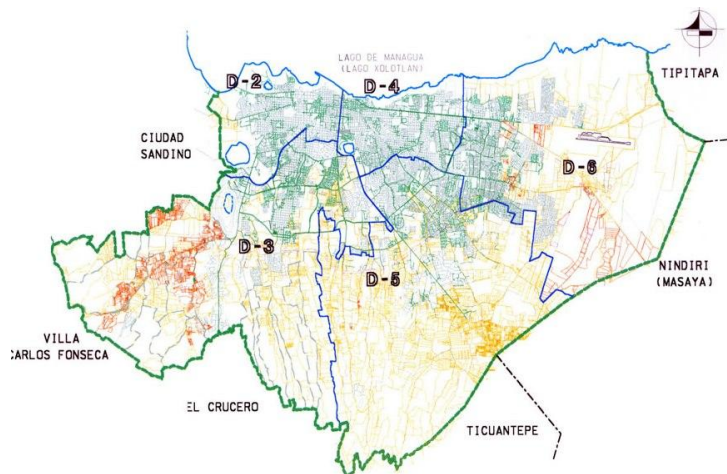 LAGO DE MANAGUA
(LAGO XOLOTLAN)
TIPITAPA
D-2
D-4
CIUDAD
SANDINO
D-6
D-3
D-5
NINDIRI
(MASAYA)
VILLA
CARLOS FONSECA
EL CRUCERO
TICUANTEPE